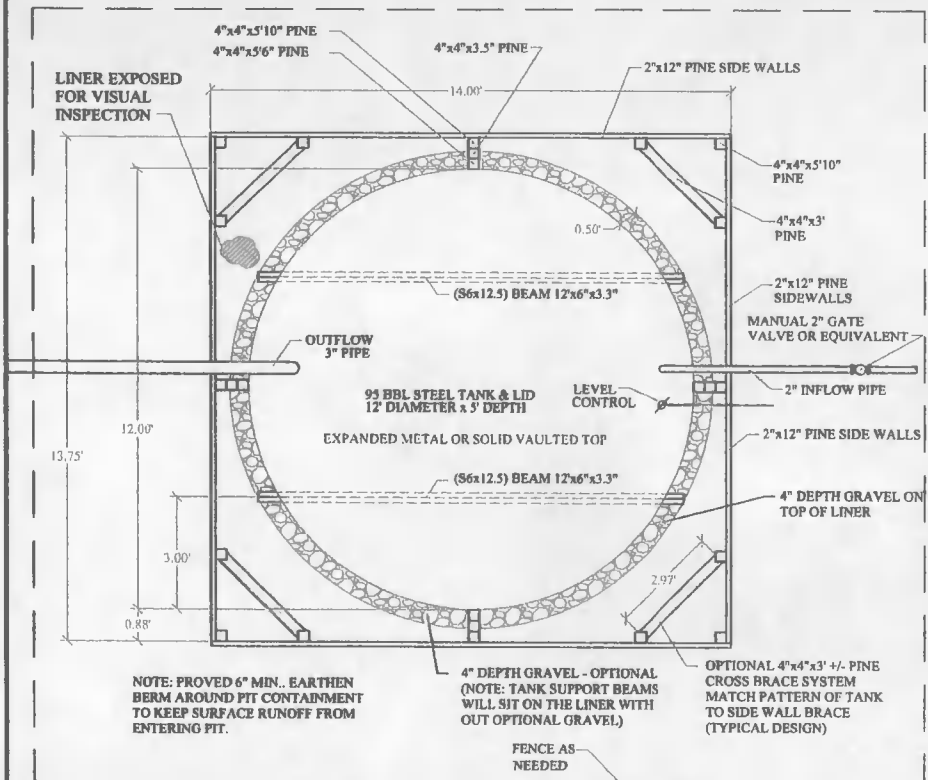 4"x4"x5'10" PINE
4"x4"x5'6" PINE
4"x4"x3.5" PINE
2"x12" PINE SIDE WALLS
LINER EXPOSED
FOR VISUAL
INSPECTION
14.00'
4"x4"x5'10"
PINE
4"x4"x3'
PINE
0.50'
(S6x12.5) BEAM 12'x6"x3.3"
2"x12" PINE
SIDEWALLS
MANUAL 2" GATE
VALVE OR EQUIVALENT
OUTFLOW
3" PIPE
2" INFLOW PIPE
LEVEL
CONTROL
95 BBL STEEL TANK & LID
12' DIAMETER x 5' DEPTH
EXPANDED METAL OR SOLID VAULTED TOP
12.00'
13.75'
2"x12" PINE SIDE WALLS
(S6x12.5) BEAM 12'x6"x3.3"
4" DEPTH GRAVEL ON
TOP OF LINER
3.00'
2.97'
0.88'
NOTE: PROVED 6" MIN.. EARTHEN
BERM AROUND PIT CONTAINMENT
TO KEEP SURFACE RUNOFF FROM
ENTERING PIT.
4" DEPTH GRAVEL - OPTIONAL
(NOTE: TANK SUPPORT BEAMS
WILL SIT ON THE LINER WITH
OUT OPTIONAL GRAVEL)
OPTIONAL 4"x4"x3' +/- PINE
CROSS BRACE SYSTEM
MATCH PATTERN OF TANK
TO SIDE WALL BRACE
(TYPICAL DESIGN)
FENCE AS
NEEDED